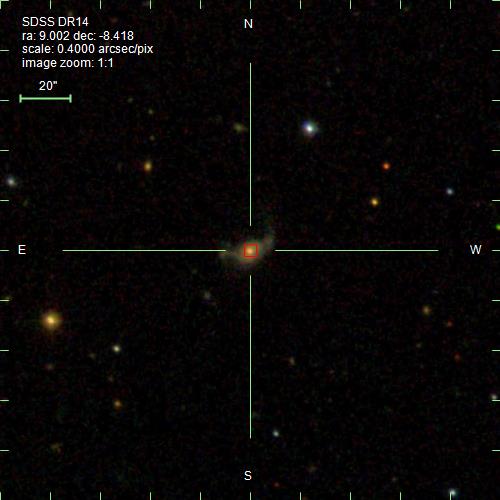 SDSS DR14
ra: 9.002 dec: -8.418
scale: 0.4000 arcsec/pix
image zoom: 1:1
20"
N
E
W
S